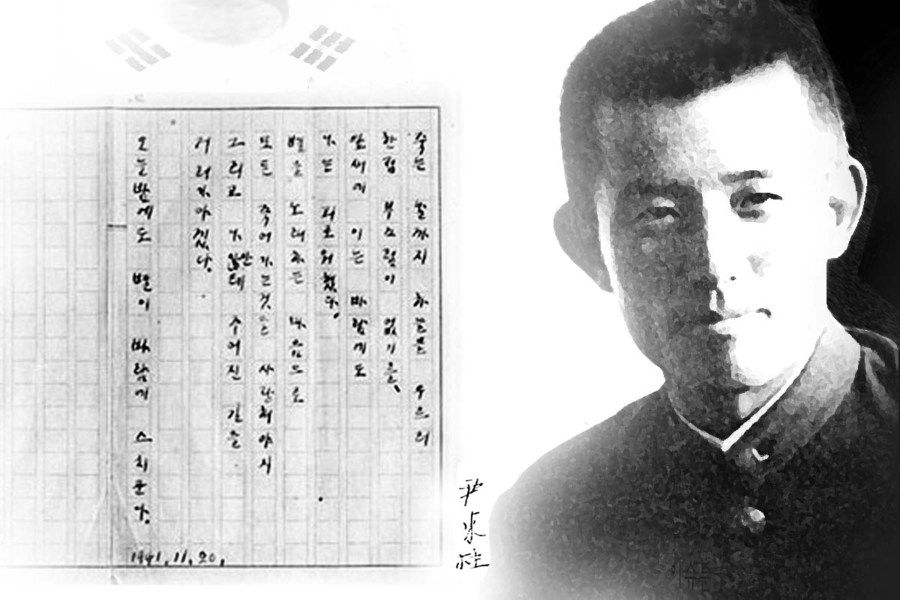 죽는 날까지 하늘을 우르러
한점 부끄럼이 없기를、
잎새에 이는 바람에도
나는 괴로워했다。
별을 노래하는 마음으로
모든 죽어가는것을 사랑해야지
그리고 나안테 주어진 길을
거러가야겠다。
오늘밤에도 별이 바람에 스치운다。
1941.11.20.
尹東柱